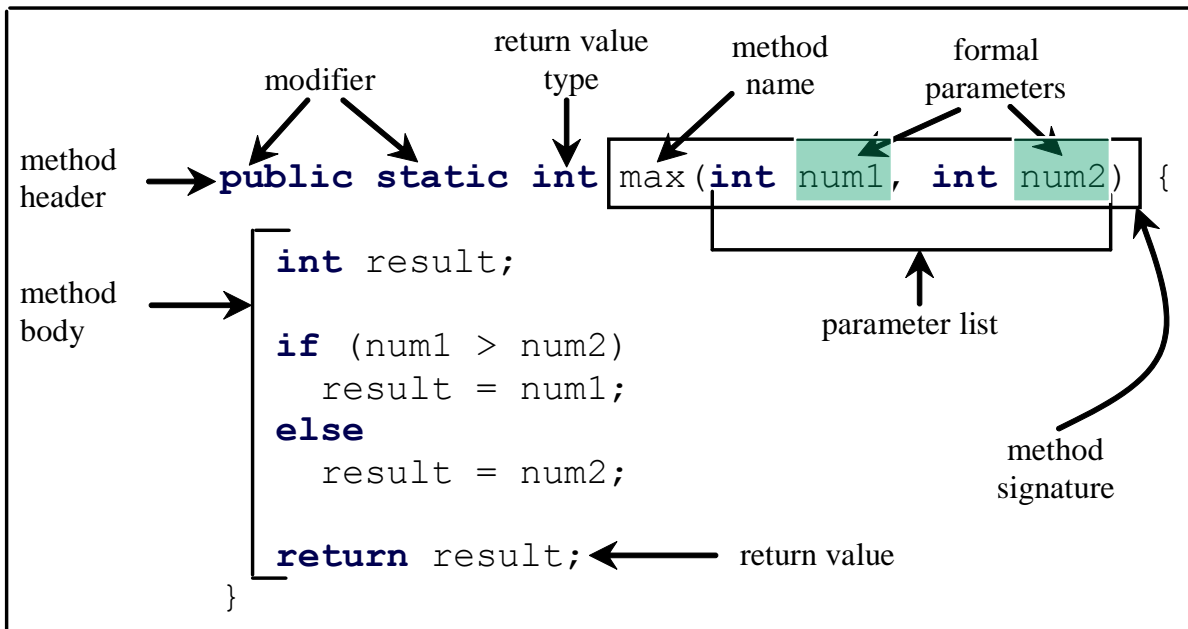 return value
type
method
name
formal
parameters
modifier
method
header
public static int max(int num1, int num2) {
int result;
method
body
parameter list
if (num1 > num2)
result = num1;
else
result = num2;
method
signature
return result;
return value
}